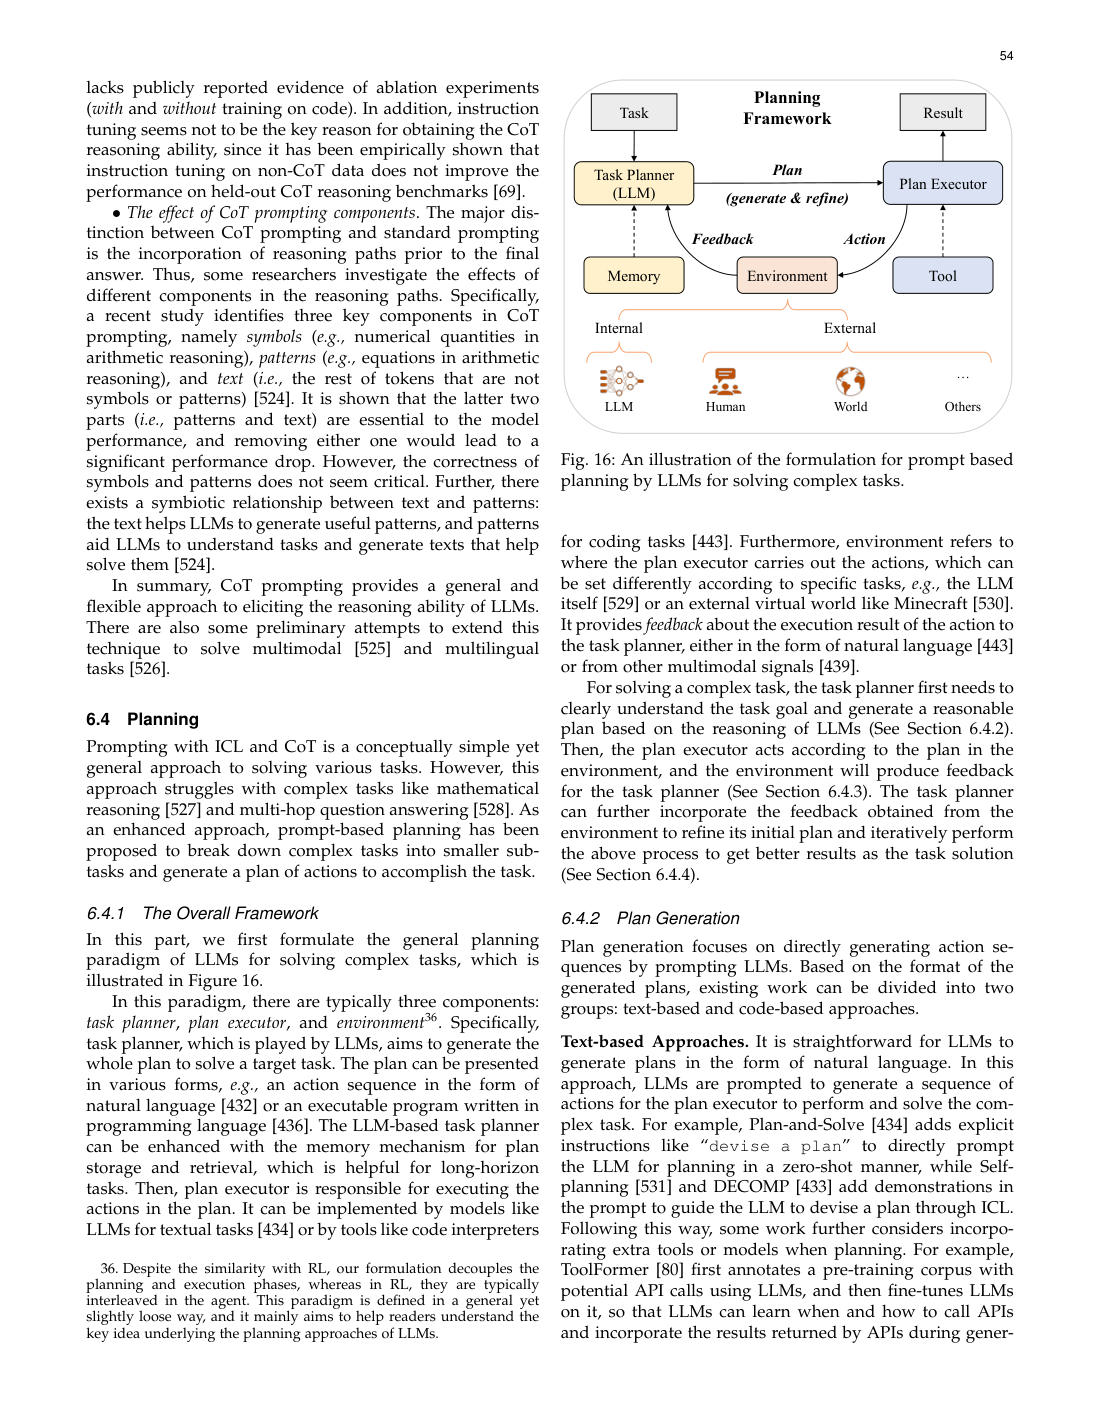 54
lacks publicly reported evidence of ablation experiments
(with and without training on code). In addition, instruction
tuning seems not to be the key reason for obtaining the CoT
reasoning ability, since it has been empirically shown that
instruction tuning on non-CoT data does not improve the
performance on held-out CoT reasoning benchmarks [69].
• The effect of CoT prompting components. The major dis-
tinction between CoT prompting and standard prompting
is the incorporation of reasoning paths prior to the final
answer. Thus, some researchers investigate the effects of
different components in the reasoning paths. Specifically,
a recent study identifies three key components in CoT
prompting, namely symbols (e.g., numerical quantities in
arithmetic reasoning), patterns (e.g., equations in arithmetic
reasoning), and text (i.e., the rest of tokens that are not
symbols or patterns) [524]. It is shown that the latter two
parts (i.e., patterns and text) are essential to the model
performance, and removing either one would lead to a
significant performance drop. However, the correctness of
symbols and patterns does not seem critical. Further, there
exists a symbiotic relationship between text and patterns:
the text helps LLMs to generate useful patterns, and patterns
aid LLMs to understand tasks and generate texts that help
solve them [524].
In summary, CoT prompting provides a general and
flexible approach to eliciting the reasoning ability of LLMs.
There are also some preliminary attempts to extend this
technique to solve multimodal [525] and multilingual
tasks [526].
6.4 Planning
Prompting with ICL and CoT is a conceptually simple yet
general approach to solving various tasks. However, this
approach struggles with complex tasks like mathematical
reasoning [527] and multi-hop question answering [528]. As
an enhanced approach, prompt-based planning has been
proposed to break down complex tasks into smaller sub-
tasks and generate a plan of actions to accomplish the task.
6.4.1 The Overall Framework
In this part, we first formulate the general planning
paradigm of LLMs for solving complex tasks, which is
illustrated in Figure 16.
In this paradigm, there are typically three components:
task planner, plan executor, and environment36. Specifically,
task planner, which is played by LLMs, aims to generate the
whole plan to solve a target task. The plan can be presented
in various forms, e.g., an action sequence in the form of
natural language [432] or an executable program written in
programming language [436]. The LLM-based task planner
can be enhanced with the memory mechanism for plan
storage and retrieval, which is helpful for long-horizon
tasks. Then, plan executor is responsible for executing the
actions in the plan. It can be implemented by models like
LLMs for textual tasks [434] or by tools like code interpreters
36. Despite the similarity with RL, our formulation decouples the
planning and execution phases, whereas in RL, they are typically
interleaved in the agent. This paradigm is defined in a general yet
slightly loose way, and it mainly aims to help readers understand the
key idea underlying the planning approaches of LLMs.
Planning
Framework
Task
Result
Task Planner
(LLM)
Plan
(generate & refine)
Plan Executor
Feedback
Action
Memory
Environment
Tool
Internal
External
LLM
Human
World
...
Others
Fig. 16: An illustration of the formulation for prompt based
planning by LLMs for solving complex tasks.
for coding tasks [443]. Furthermore, environment refers to
where the plan executor carries out the actions, which can
be set differently according to specific tasks, e.g., the LLM
itself [529] or an external virtual world like Minecraft [530].
It provides feedback about the execution result of the action to
the task planner, either in the form of natural language [443]
or from other multimodal signals [439].
For solving a complex task, the task planner first needs to
clearly understand the task goal and generate a reasonable
plan based on the reasoning of LLMs (See Section 6.4.2).
Then, the plan executor acts according to the plan in the
environment, and the environment will produce feedback
for the task planner (See Section 6.4.3). The task planner
can further incorporate the feedback obtained from the
environment to refine its initial plan and iteratively perform
the above process to get better results as the task solution
(See Section 6.4.4).
6.4.2 Plan Generation
Plan generation focuses on directly generating action se-
quences by prompting LLMs. Based on the format of the
generated plans, existing work can be divided into two
groups: text-based and code-based approaches.
Text-based Approaches. It is straightforward for LLMs to
generate plans in the form of natural language. In this
approach, LLMs are prompted to generate a sequence of
actions for the plan executor to perform and solve the com-
plex task. For example, Plan-and-Solve [434] adds explicit
instructions like “devise a plan” to directly prompt
the LLM for planning in a zero-shot manner, while Self-
planning [531] and DECOMP [433] add demonstrations in
the prompt to guide the LLM to devise a plan through ICL.
Following this way, some work further considers incorpo-
rating extra tools or models when planning. For example,
ToolFormer [80] first annotates a pre-training corpus with
potential API calls using LLMs, and then fine-tunes LLMs
on it, so that LLMs can learn when and how to call APIs
and incorporate the results returned by APIs during gener-